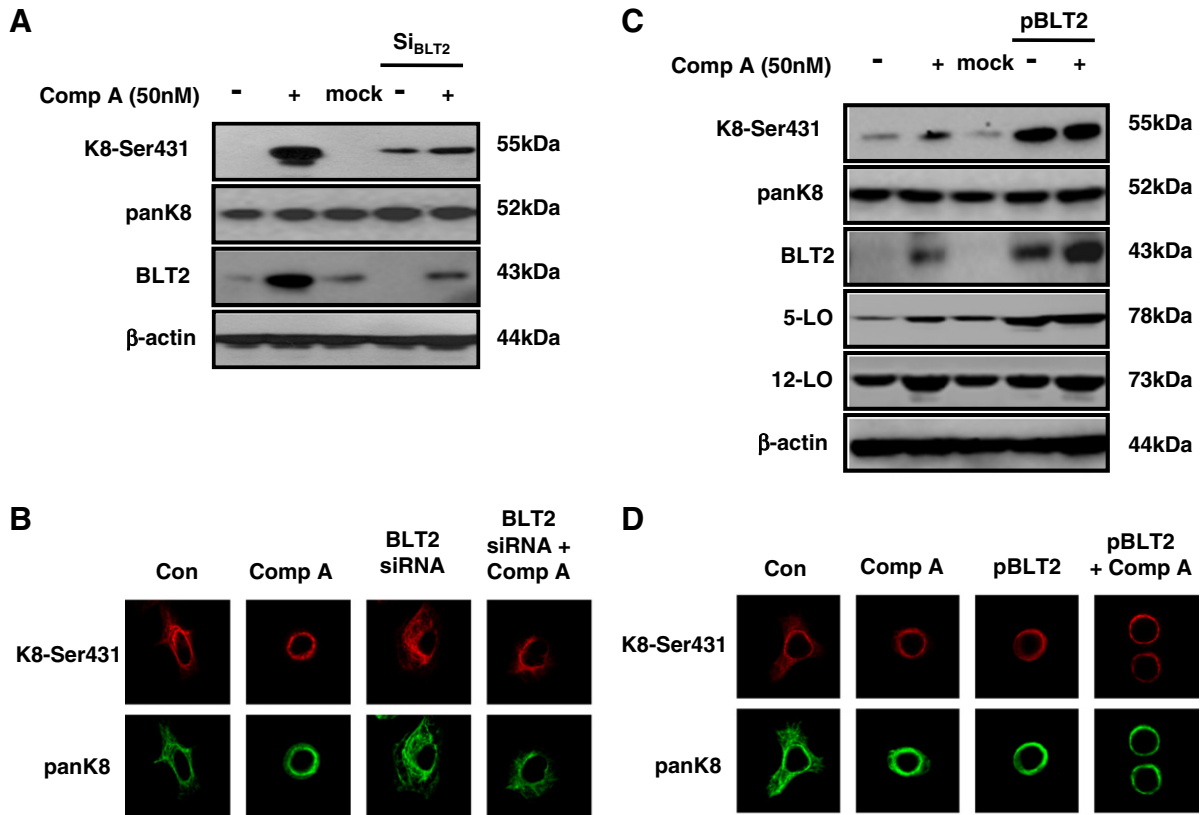 A
Si_BLT2
Comp A (50nM) - + mock - +
K8-Ser431 55kDa
panK8 52kDa
BLT2 43kDa
β-actin 44kDa
C
pBLT2
Comp A (50nM) - + mock - +
K8-Ser431 55kDa
panK8 52kDa
BLT2 43kDa
5-LO 78kDa
12-LO 73kDa
β-actin 44kDa
B
Con Comp A BLT2 siRNA BLT2 siRNA + Comp A
K8-Ser431
panK8
D
Con Comp A pBLT2 pBLT2 + Comp A
K8-Ser431
panK8